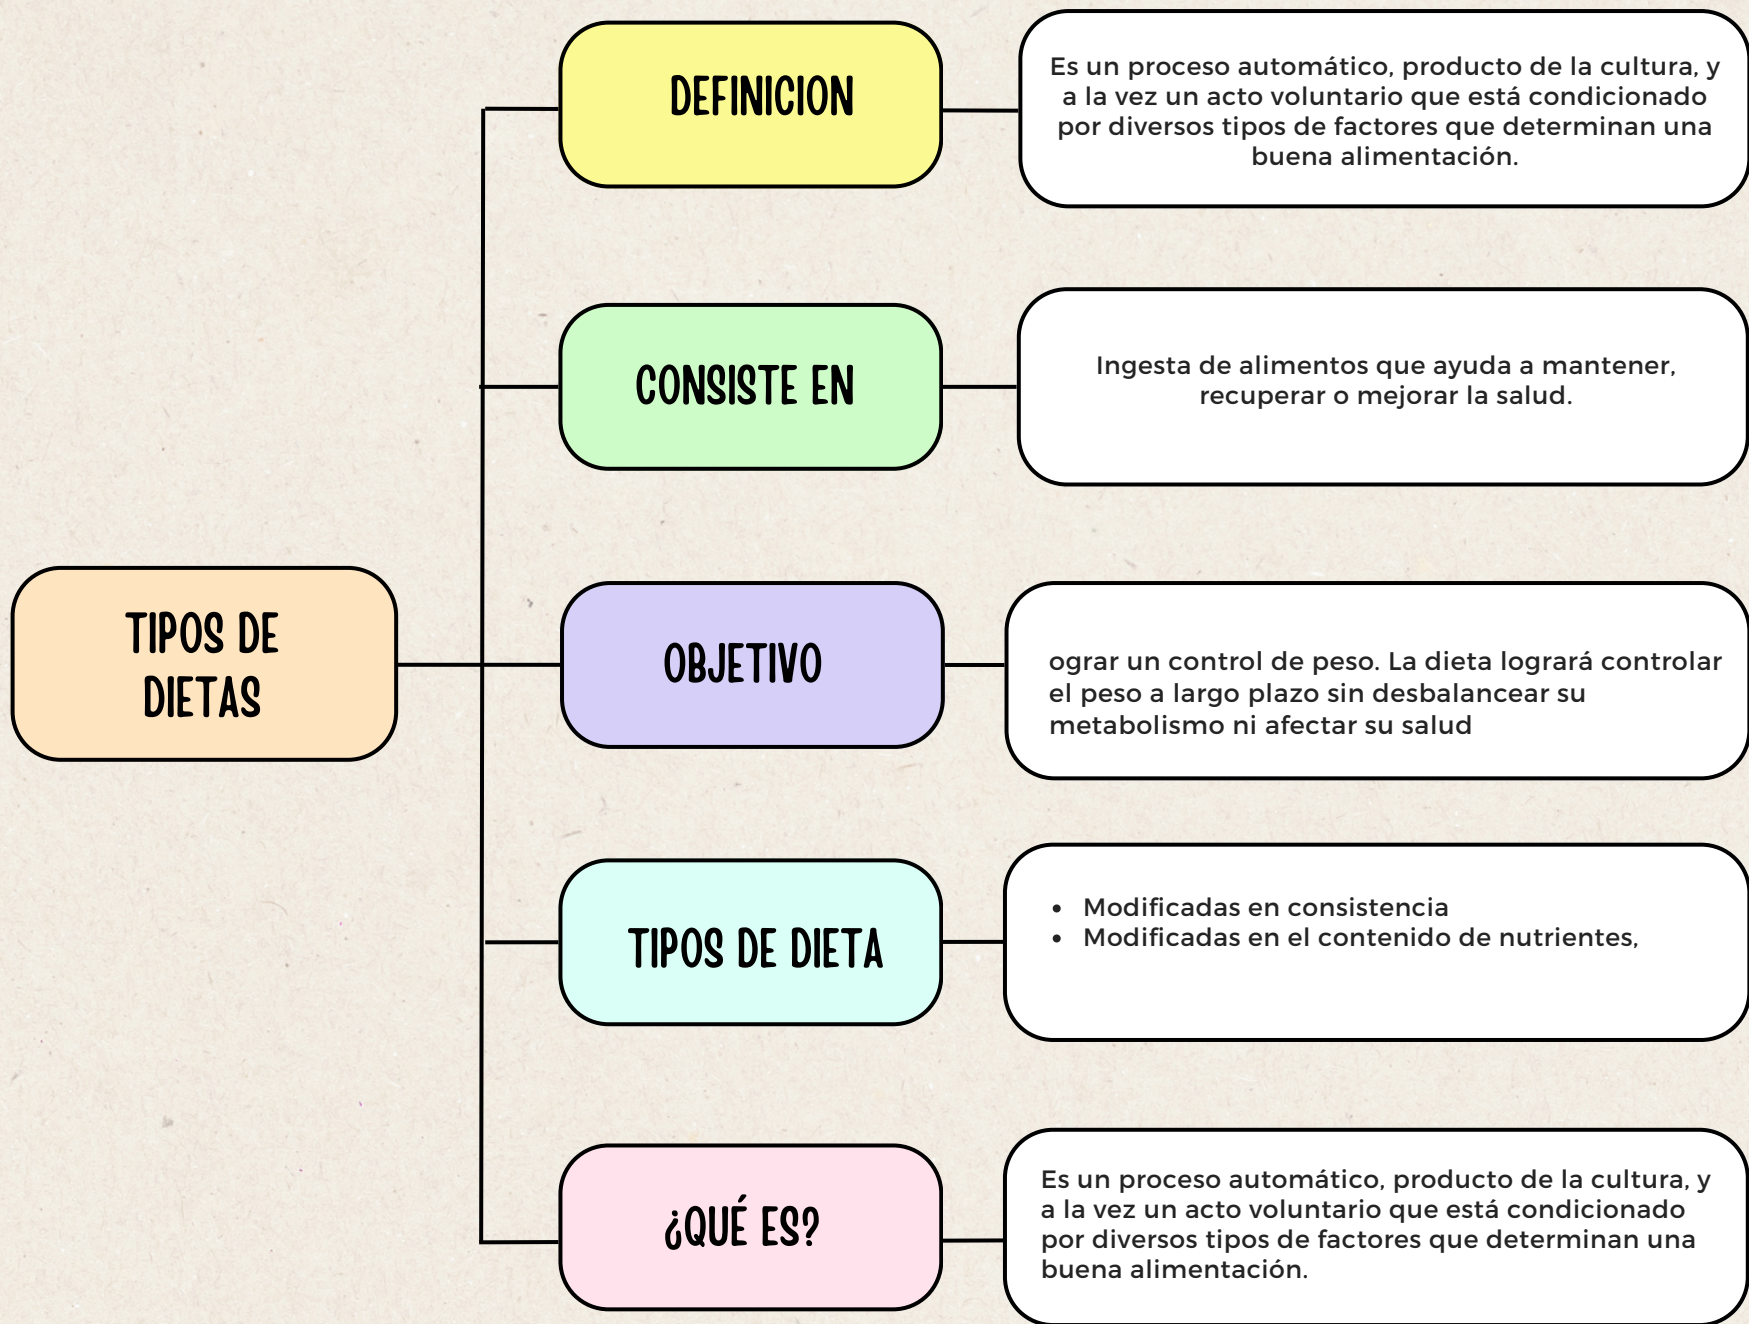 DEFINICION
Es un proceso automático, producto de la cultura, y
a la vez un acto voluntario que está condicionado
por diversos tipos de factores que determinan una
buena alimentación.
CONSISTE EN
Ingesta de alimentos que ayuda a mantener,
recuperar o mejorar la salud.
TIPOS DE
DIETAS
OBJETIVO
ograr un control de peso. La dieta logrará controlar
el peso a largo plazo sin desbalancear su
metabolismo ni afectar su salud
TIPOS DE DIETA
• Modificadas en consistencia
• Modificadas en el contenido de nutrientes,
¿QUÉ ES?
Es un proceso automático, producto de la cultura, y
a la vez un acto voluntario que está condicionado
por diversos tipos de factores que determinan una
buena alimentación.